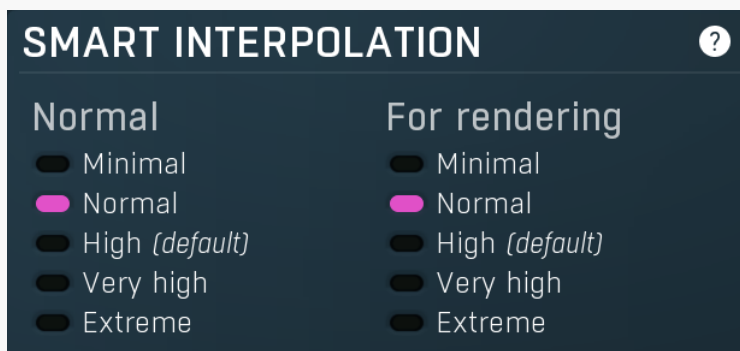 SMART INTERPOLATION ?
Normal
Minimal
Normal
High (default)
Very high
Extreme
For rendering
Minimal
Normal
High (default)
Very high
Extreme